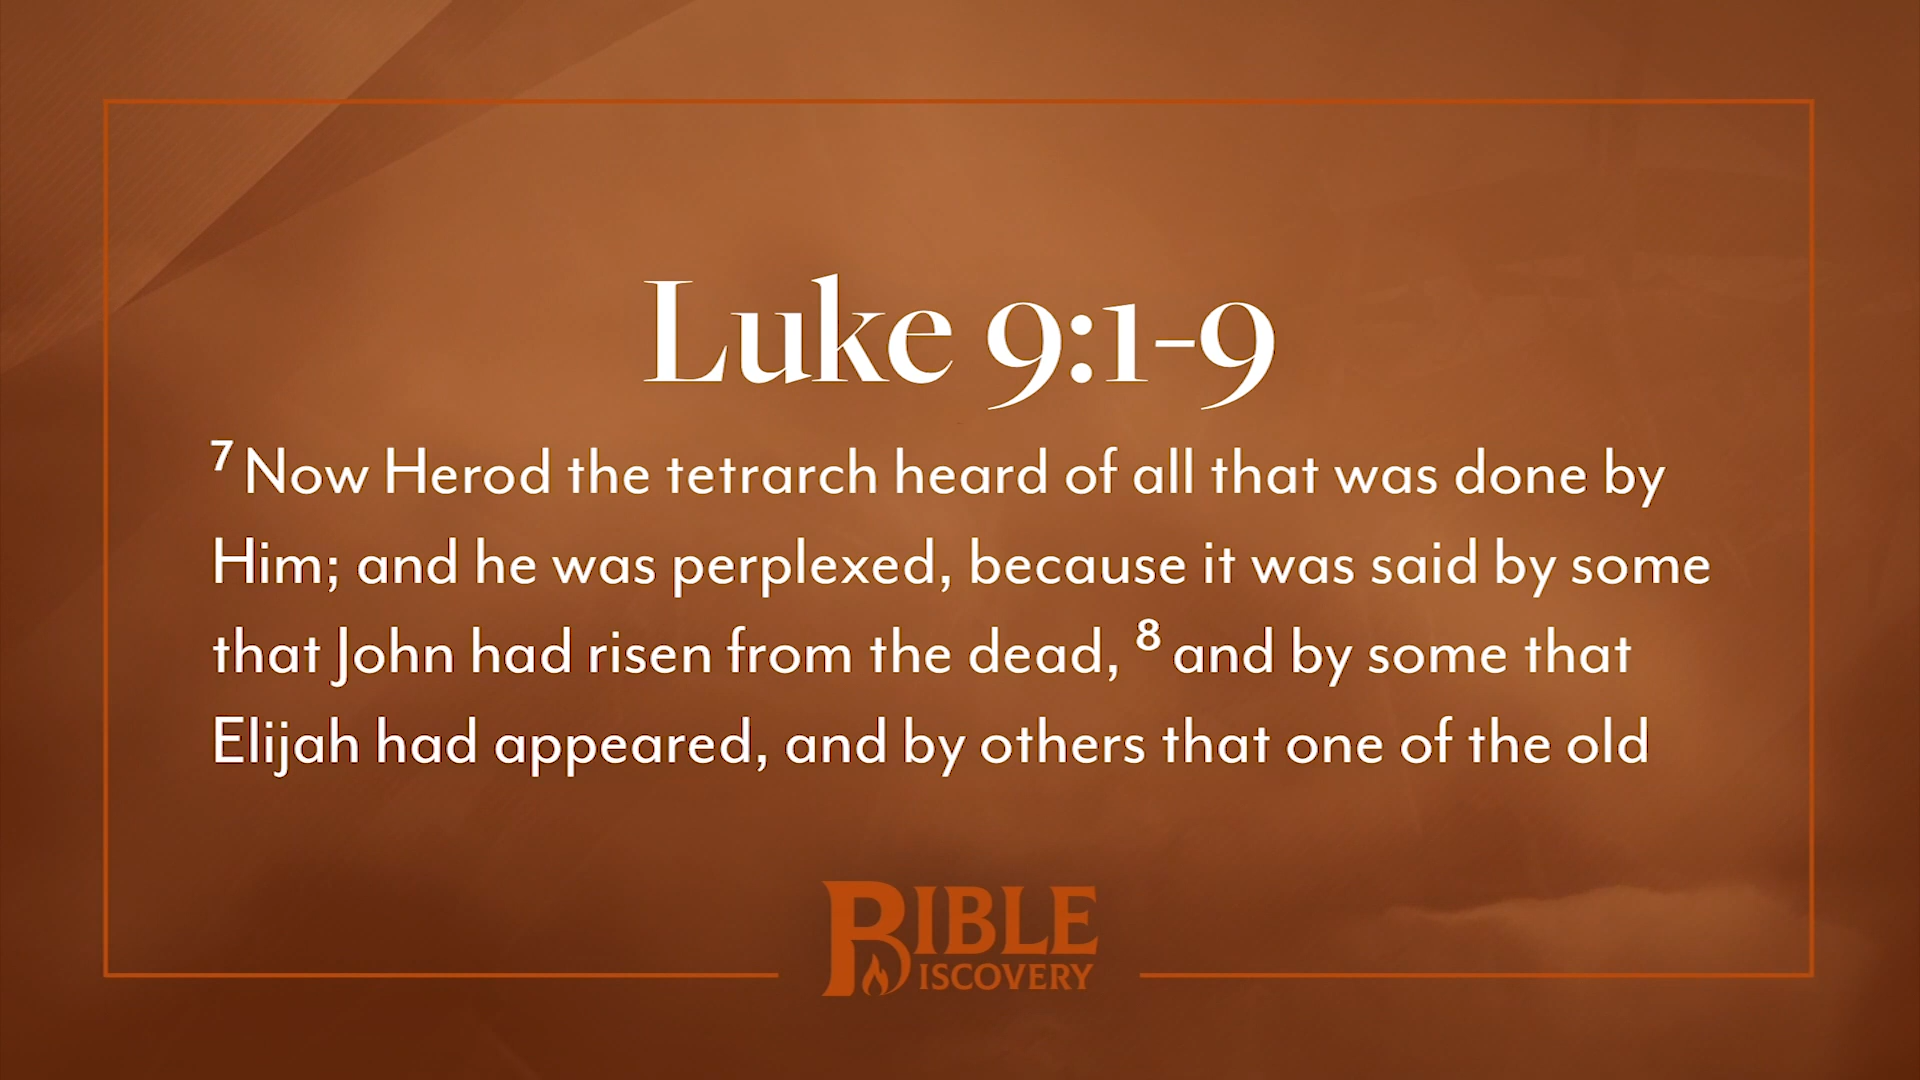 Luke 9:1-9
7 Now Herod the tetrarch heard of all that was done by
Him; and he was perplexed, because it was said by some
that John had risen from the dead, 8 and by some that
Elijah had appeared, and by others that one of the old
BIBLE
DISCOVERY